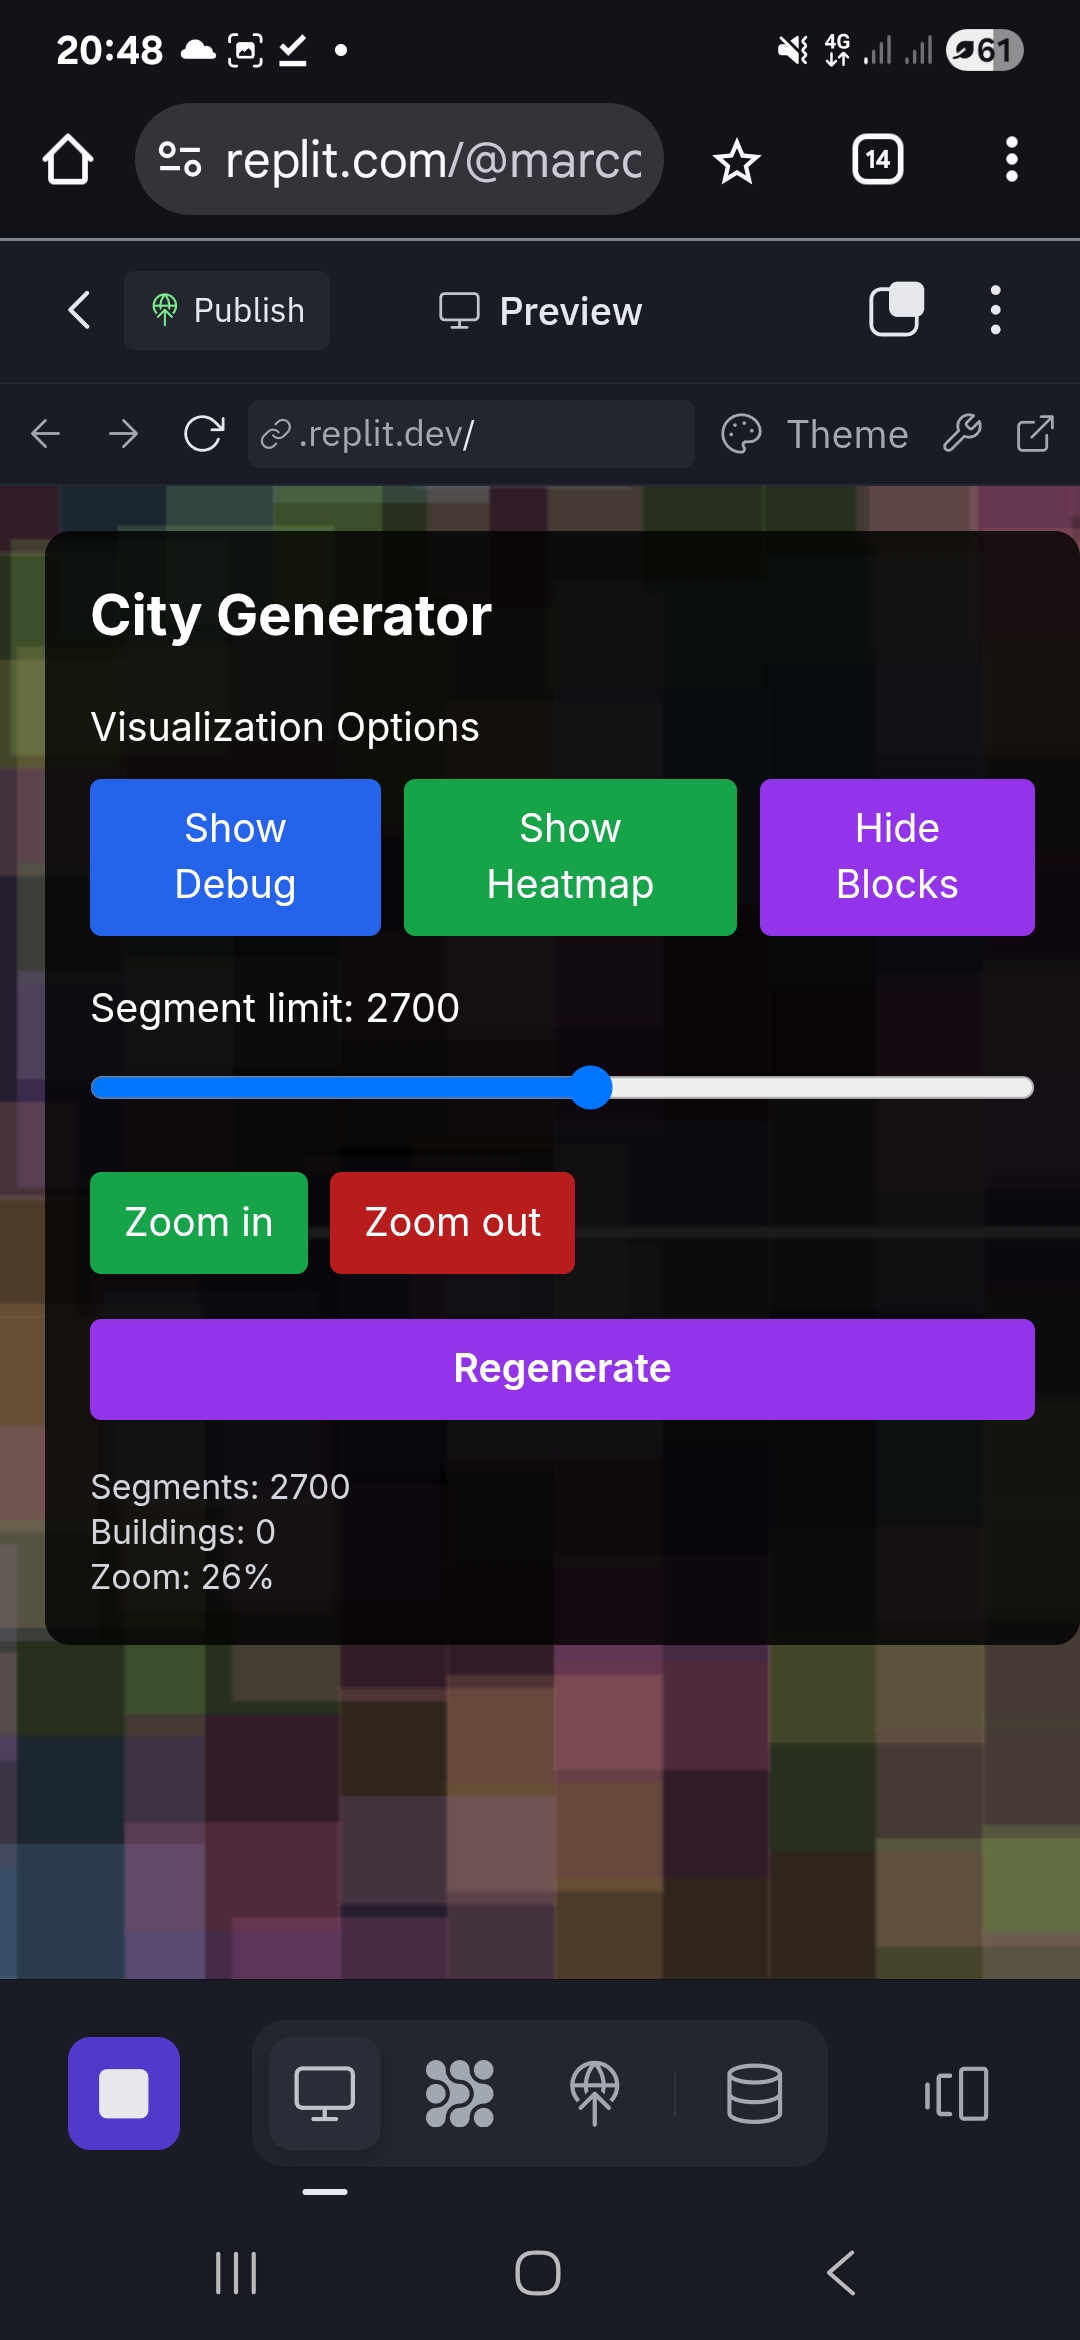 20:48
4G
61
replit.com/@marcc
14
Publish
Preview
.replit.dev/
Theme
City Generator
Visualization Options
Show
Debug
Show
Heatmap
Hide
Blocks
Segment limit: 2700
Zoom in
Zoom out
Regenerate
Segments: 2700
Buildings: 0
Zoom: 26%